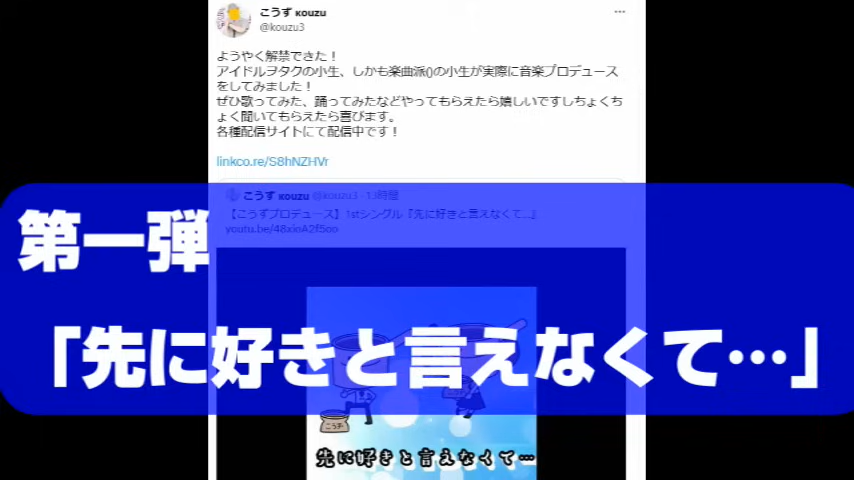 こうず kouzu
@kouzu3
ようやく解禁できた！
アイドルヲタクの小生、しかも楽曲派()の小生が実際に音楽プロデュース
をしてみました！
ぜひ歌ってみた、踊ってみたなどやってもらえたら嬉しいですしちょくち
ょく聞いてもらえたら喜びます。
各種配信サイトにて配信中です！
linkco.re/S8hNZHVr
こうず kouzu @kouzu3・13時間
【こうずプロデュース】1stシングル『先に好きと言えなくて...』
youtu.be/48xioA2f5oo
第一弾
「先に好きと言えなくて…」
こうず
先に好きと言えなくて…